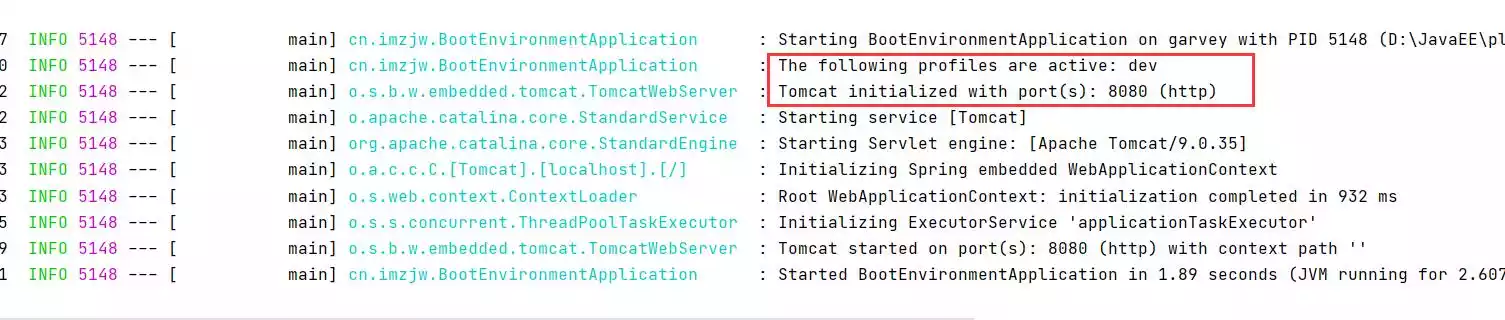 7 INFO 5148 --- [ main] cn.imzjw.BootEnvironmentApplication : Starting BootEnvironmentApplication on garvey with PID 5148 (D:\JavaEE\pl
0 INFO 5148 --- [ main] cn.imzjw.BootEnvironmentApplication : The following profiles are active: dev
2 INFO 5148 --- [ main] o.s.b.w.embedded.tomcat.TomcatWebServer : Tomcat initialized with port(s): 8080 (http)
2 INFO 5148 --- [ main] o.apache.catalina.core.StandardService : Starting service [Tomcat]
3 INFO 5148 --- [ main] org.apache.catalina.core.StandardEngine : Starting Servlet engine: [Apache Tomcat/9.0.35]
3 INFO 5148 --- [ main] o.a.c.c.C.[Tomcat].[localhost].[/] : Initializing Spring embedded WebApplicationContext
3 INFO 5148 --- [ main] o.s.web.context.ContextLoader : Root WebApplicationContext: initialization completed in 932 ms
5 INFO 5148 --- [ main] o.s.s.concurrent.ThreadPoolTaskExecutor : Initializing ExecutorService 'applicationTaskExecutor'
9 INFO 5148 --- [ main] o.s.b.w.embedded.tomcat.TomcatWebServer : Tomcat started on port(s): 8080 (http) with context path ''
1 INFO 5148 --- [ main] cn.imzjw.BootEnvironmentApplication : Started BootEnvironmentApplication in 1.89 seconds (JVM running for 2.607